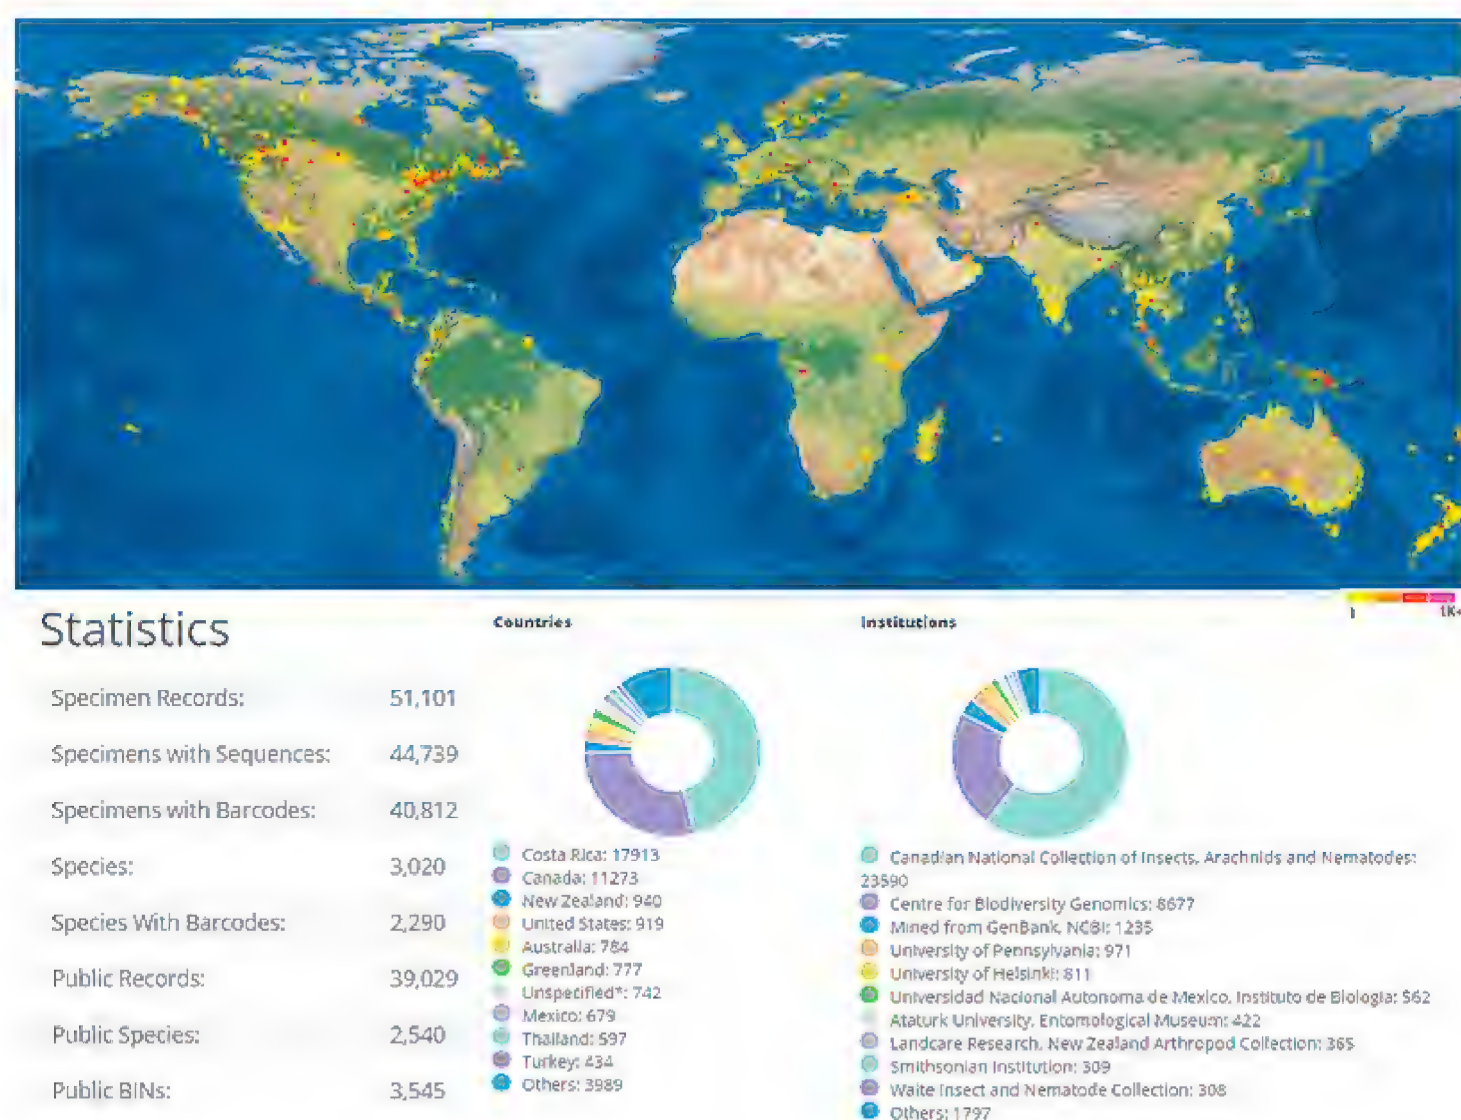 1
1K+
Statistics
Specimen Records: 51,101
Specimens with Sequences: 44,739
Specimens with Barcodes: 40,812
Species: 3,020
Species With Barcodes: 2,290
Public Records: 39,029
Public Species: 2,540
Public BINs: 3,545
Countries
Costa Rica: 17913
Canada: 11273
New Zealand: 940
United States: 919
Australia: 784
Greenland: 777
Unspecified*: 742
Mexico: 679
Thailand: 597
Turkey: 434
Others: 3989
Institutions
Canadian National Collection of Insects, Arachnids and Nematodes:
23590
Centre for Biodiversity Genomics: 8677
Mined from GenBank, NCBI: 1235
University of Pennsylvania: 971
University of Helsinki: 811
Universidad Nacional Autonoma de Mexico, Instituto de Biologia: 562
Ataturk University, Entomological Museum: 422
Landcare Research, New Zealand Arthropod Collection: 365
Smithsonian Institution: 309
Waite Insect and Nematode Collection: 308
Others: 1797